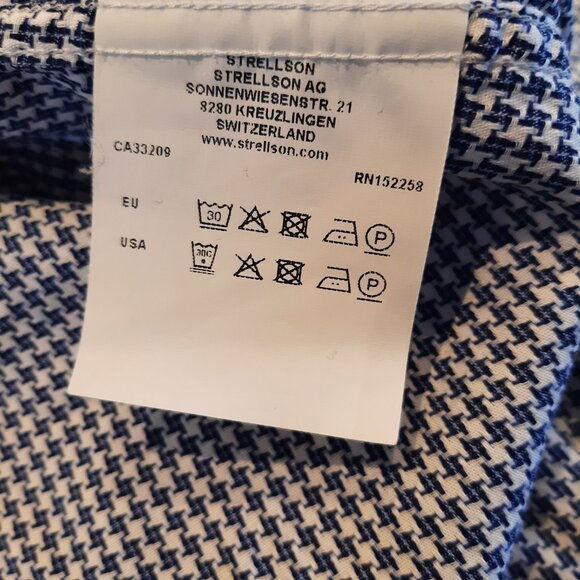 STRELLSON
STRELLSON AG
SONNENWIESENSTR. 21
8280 KREUZLINGEN
SWITZERLAND
www.strellson.com
CA33209
RN152258
EU 30 P
USA 30C P